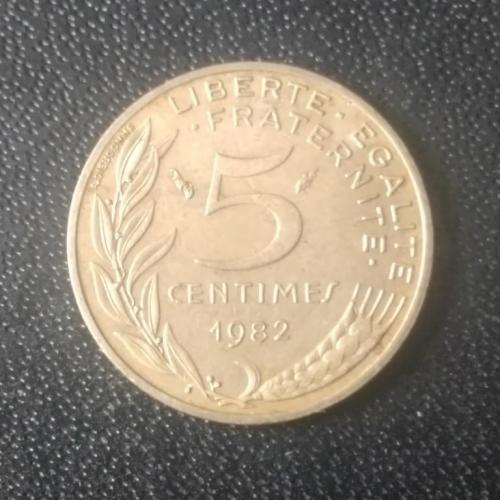 LIBERTE · EGALITE
· FRATERNITE ·
5
CENTIMES
1982